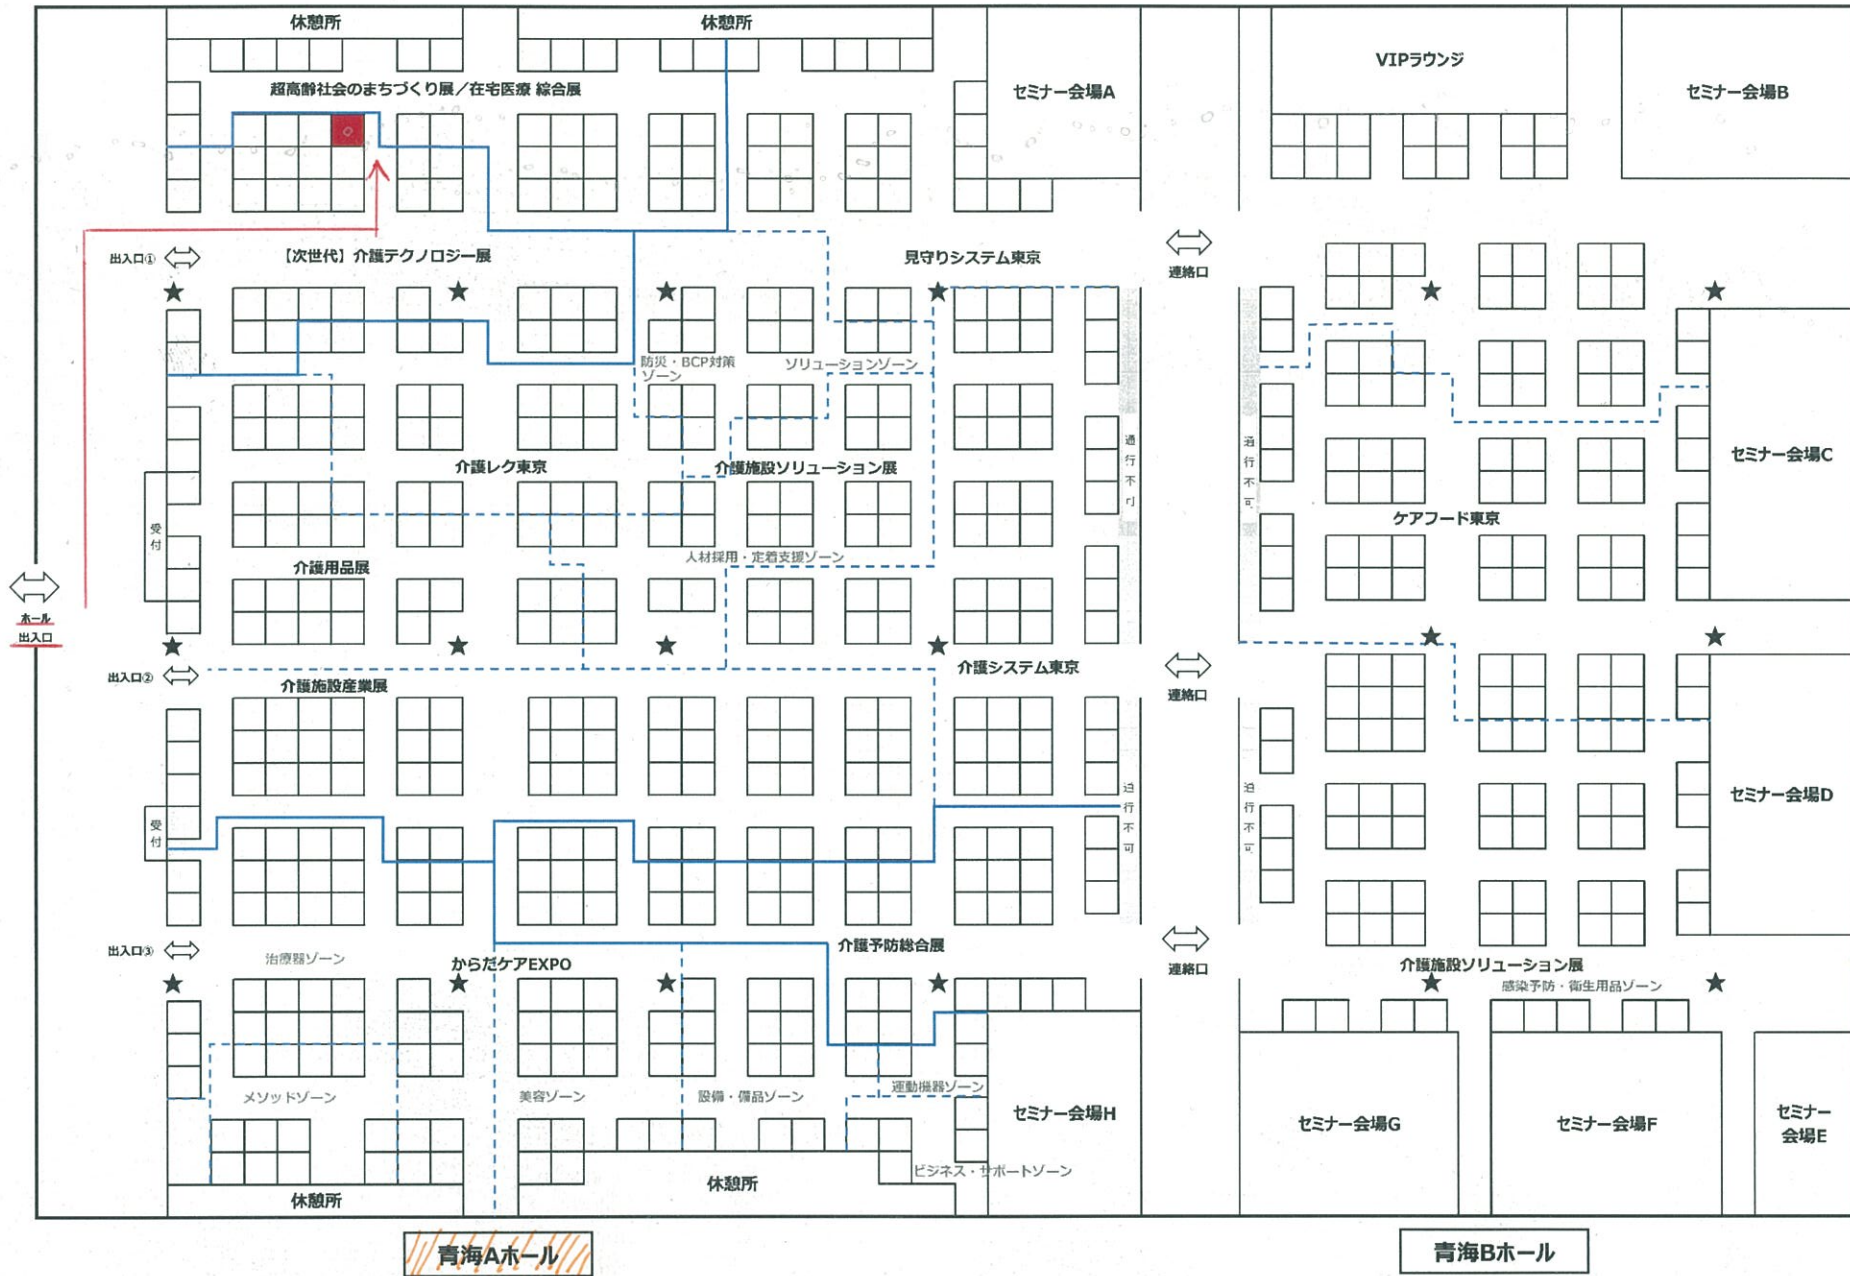 休憩所
休憩所
VIPラウンジ
超高齢社会のまちづくり展／在宅医療 綜合展
セミナー会場A
セミナー会場B
出入口①
【次世代】介護テクノロジー展
見守りシステム東京
連絡口
防災・BCP対策
ゾーン
ソリューションゾーン
通行不可
通行不可
セミナー会場C
介護レク東京
介護施設ソリューション展
受付
ケアフード東京
人材採用・定着支援ゾーン
介護用品展
ホール
出入口
出入口②
介護施設産業展
介護システム東京
連絡口
受付
通行不可
通行不可
セミナー会場D
出入口③
治療器ゾーン
からだケアEXPO
介護予防総合展
連絡口
介護施設ソリューション展
感染予防・衛生用品ゾーン
メソッドゾーン
美容ゾーン
設備・備品ゾーン
運動機器ゾーン
セミナー会場H
セミナー会場G
セミナー会場F
セミナー
会場E
ビジネス・サポートゾーン
休憩所
休憩所
青海Aホール
青海Bホール